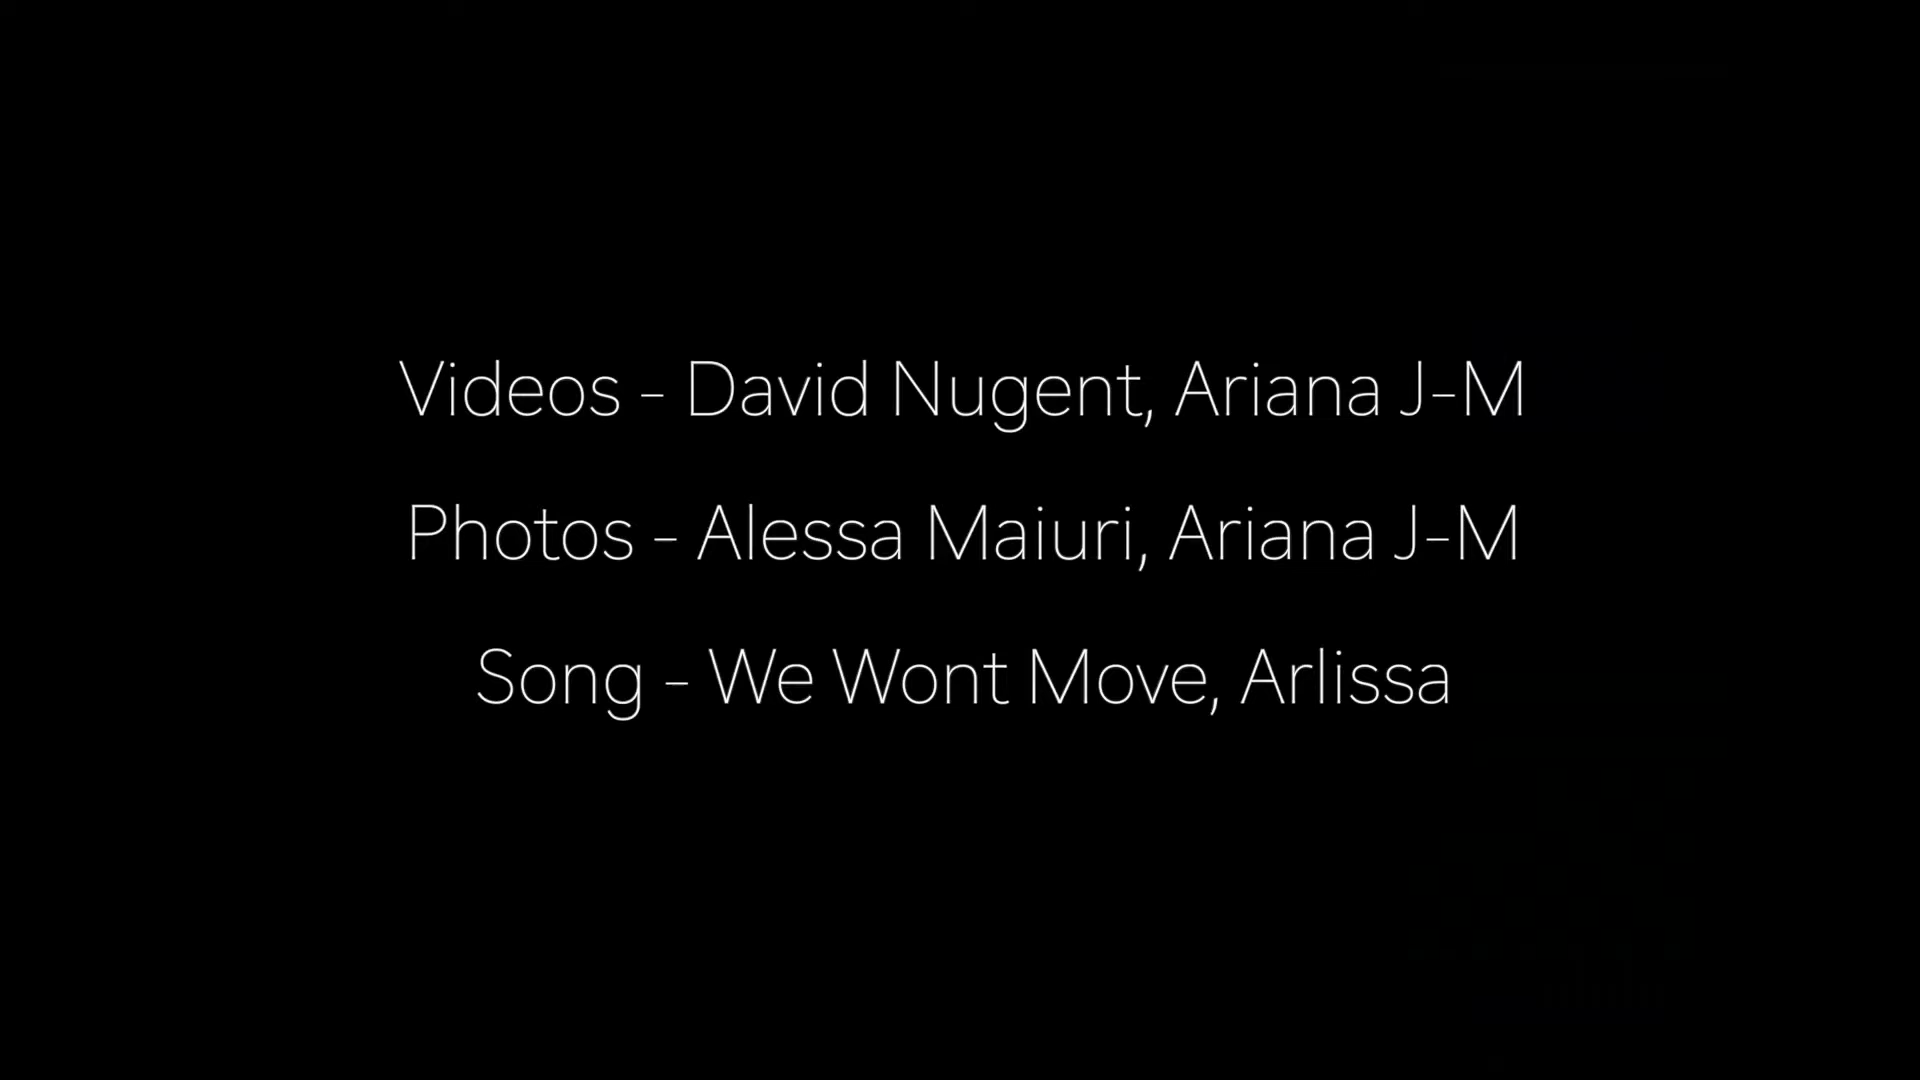 Videos - David Nugent, Ariana J-M
Photos - Alessa Maiuri, Ariana J-M
Song - We Wont Move, Arlissa